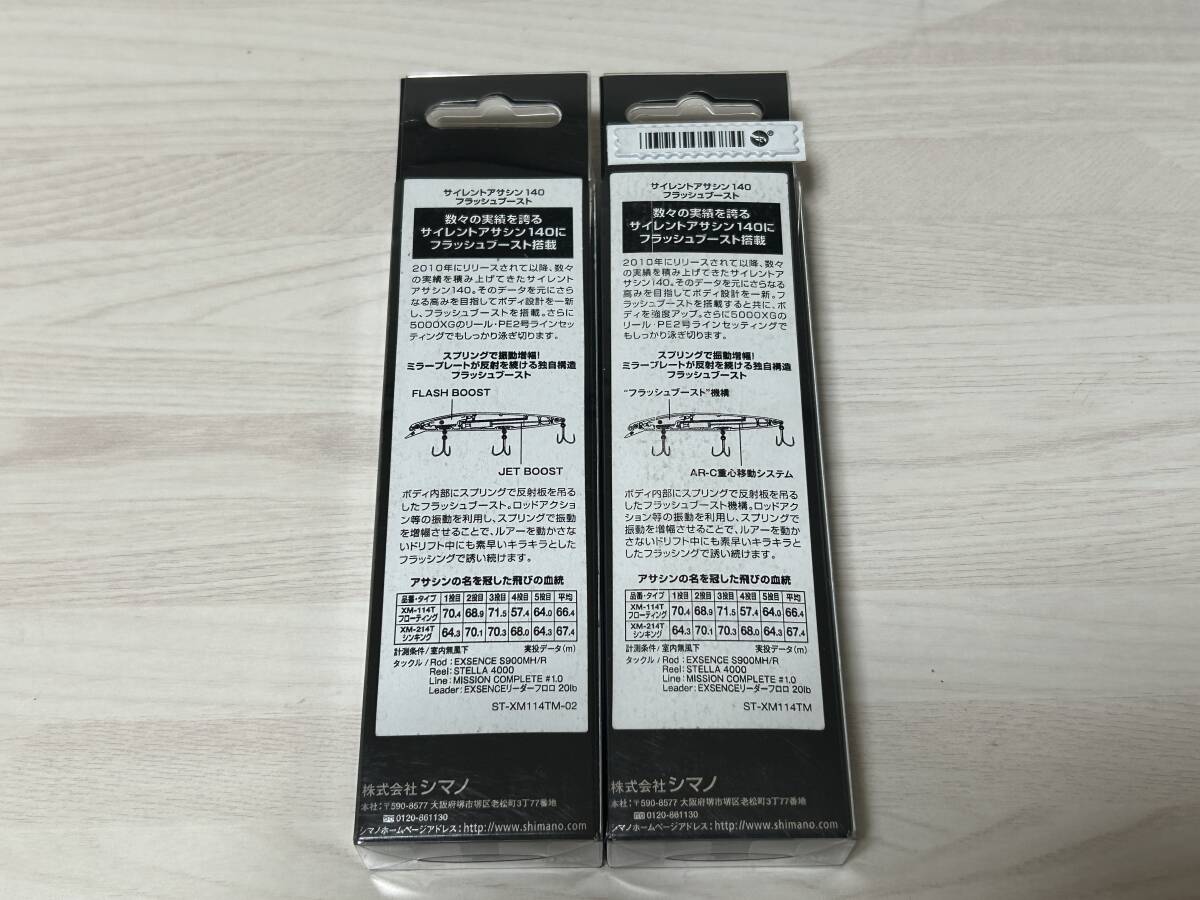 サイレントアサシン140
フラッシュブースト
数々の実績を誇る
サイレントアサシン140に
フラッシュブースト搭載
2010年にリリースされて以降、数々
の実績を積み上げてきたサイレント
アサシン140。そのデータを元にさら
なる高みを目指してボディ設計を一新
し、フラッシュブーストを搭載。さらに
5000XGのリール・PE2号ラインセッ
ティングでもしっかり泳ぎ切ります。
スプリングで振動増幅!
ミラープレートが反射を続ける独自構造
フラッシュブースト
FLASH BOOST
JET BOOST
ボディ内部にスプリングで反射板を吊る
したフラッシュブースト。ロッドアクショ
ン等の振動を利用し、スプリングで振動
を増幅させることで、ルアーを動かさな
いドリフト中にも素早いキラキラとした
フラッシングで誘い続けます。
アサシンの名を冠した飛びの血統
品番・タイプ 1投目 2投目 3投目 4投目 5投目 平均
XM-114T
フローティング 70.4 68.9 71.5 57.4 64.0 66.4
XM-214T
シンキング 64.3 70.1 70.3 68.0 64.3 67.4
計測条件/室内無風下 実投データ(m)
タックル/Rod:EXSENCE S900MH/R
Reel:STELLA 4000
Line:MISSION COMPLETE #1.0
Leader:EXSENCEリーダーフロロ 20lb
ST-XM114TM-02
株式会社シマノ
本社:〒590-8577 大阪府堺市堺区老松町3丁77番地
0120-861130
シマノホームページアドレス:http://www.shimano.com
サイレントアサシン140
フラッシュブースト
数々の実績を誇る
サイレントアサシン140に
フラッシュブースト搭載
2010年にリリースされて以降、数々
の実績を積み上げてきたサイレントア
サシン140。そのデータを元にさらなる
高みを目指してボディ設計を一新。フ
ラッシュブーストを搭載すると共に、ボ
ディを強度アップ。さらに5000XGの
リール・PE2号ラインセッティングで
もしっかり泳ぎ切ります。
スプリングで振動増幅!
ミラープレートが反射を続ける独自構造
フラッシュブースト
“フラッシュブースト”機構
AR-C重心移動システム
ボディ内部にスプリングで反射板を吊る
したフラッシュブースト機構。ロッドアク
ション等の振動を利用し、スプリングで
振動を増幅させることで、ルアーを動か
さないドリフト中にも素早いキラキラと
したフラッシングで誘い続けます。
アサシンの名を冠した飛びの血統
品番・タイプ 1投目 2投目 3投目 4投目 5投目 平均
XM-114T
フローティング 70.4 68.9 71.5 57.4 64.0 66.4
XM-214T
シンキング 64.3 70.1 70.3 68.0 64.3 67.4
計測条件/室内無風下 実投データ(m)
タックル/Rod:EXSENCE S900MH/R
Reel:STELLA 4000
Line:MISSION COMPLETE #1.0
Leader:EXSENCEリーダーフロロ 20lb
ST-XM114TM
株式会社シマノ
本社:〒590-8577 大阪府堺市堺区老松町3丁77番地
0120-861130
シマノホームページアドレス:http://www.shimano.com